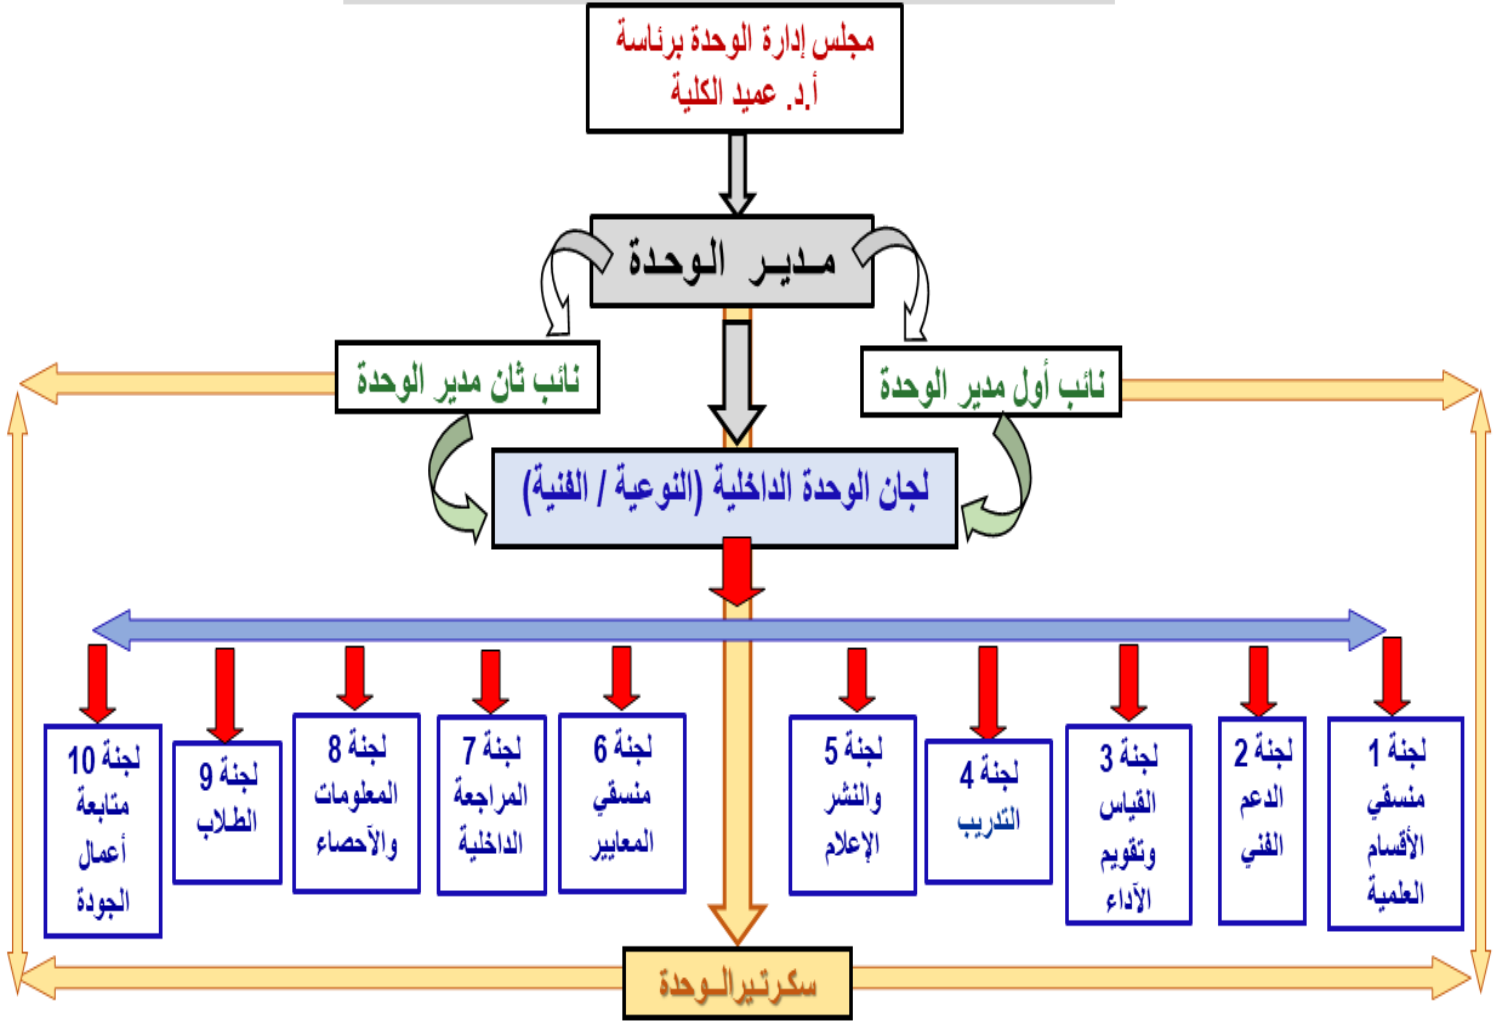 مجلس إدارة الوحدة برئاسة
أ.د. عميد الكلية
مـديـر الـوحـدة
نائب أول مدير الوحدة
نائب ثان مدير الوحدة
لجان الوحدة الداخلية (النوعية / الفنية)
لجنة 1
منسقي
الأقسام
العلمية
لجنة 2
الدعم
الفني
لجنة 3
القياس
وتقويم
الآداء
لجنة 4
التدريب
لجنة 5
والنشر
الإعلام
لجنة 6
منسقي
المعايير
لجنة 7
المراجعة
الداخلية
لجنة 8
المعلومات
والآحصاء
لجنة 9
الطلاب
لجنة 10
متابعة
أعمال
الجودة
سكـرتـيرالــوحدة